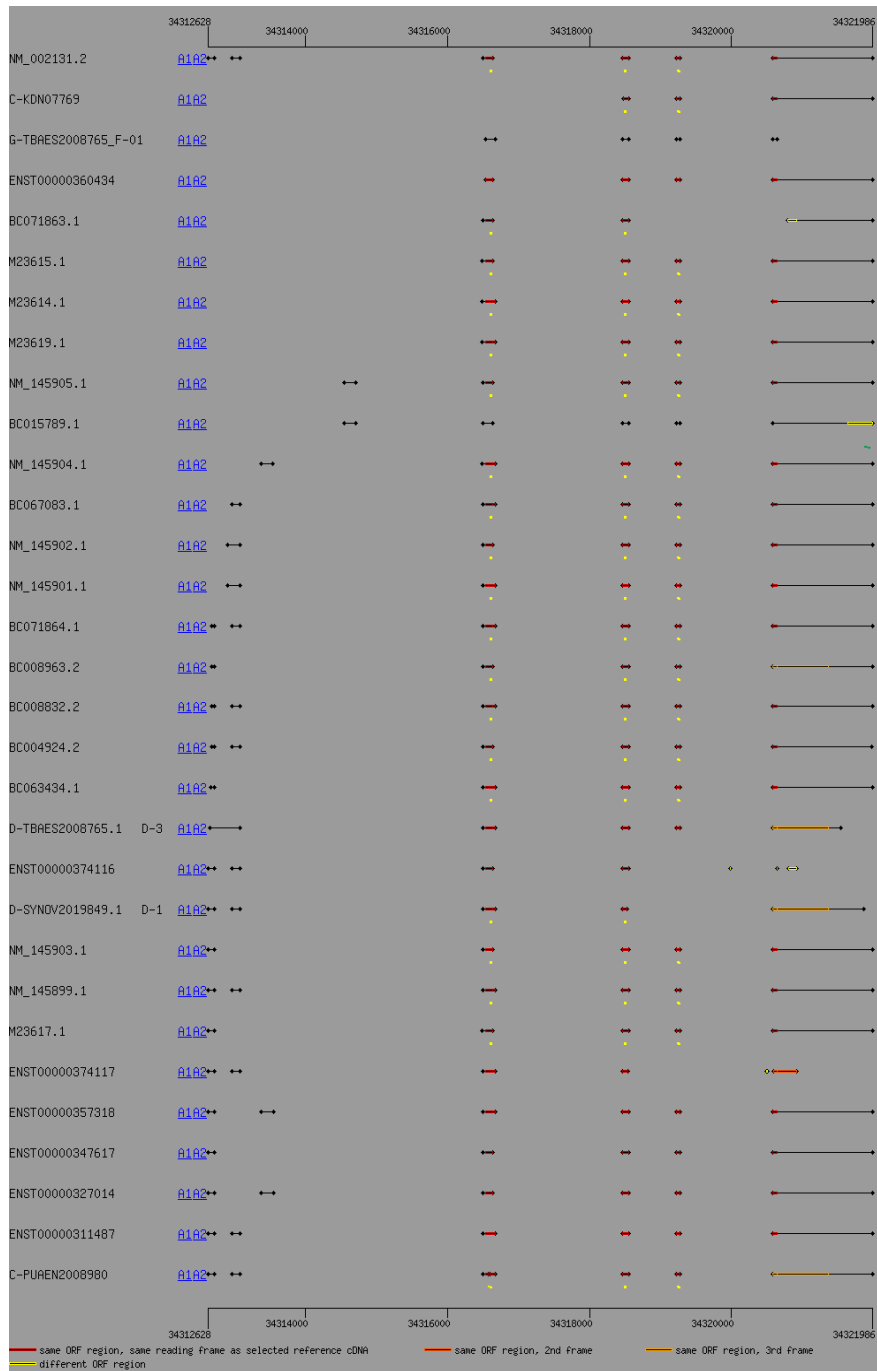 34312628 34321986
34314000 34316000 34318000 34320000
NM_002131.2 A1A2
C-KDN07769 A1A2
G-TBAES2008765_F-01 A1A2
ENST00000360434 A1A2
BC071863.1 A1A2
M23615.1 A1A2
M23614.1 A1A2
M23619.1 A1A2
NM_145905.1 A1A2
BC015789.1 A1A2
NM_145904.1 A1A2
BC067083.1 A1A2
NM_145902.1 A1A2
NM_145901.1 A1A2
BC071864.1 A1A2
BC008963.2 A1A2
BC008832.2 A1A2
BC004924.2 A1A2
BC063434.1 A1A2
D-TBAES2008765.1 D-3 A1A2
ENST00000374116 A1A2
D-SYNOV2019849.1 D-1 A1A2
NM_145903.1 A1A2
NM_145899.1 A1A2
M23617.1 A1A2
ENST00000374117 A1A2
ENST00000357318 A1A2
ENST00000347617 A1A2
ENST00000327014 A1A2
ENST00000311487 A1A2
C-PUAEN2008980 A1A2
34314000 34316000 34318000 34320000
34312628 34321986
same ORF region, same reading frame as selected reference cDNA same ORF region, 2nd frame same ORF region, 3rd frame
different ORF region